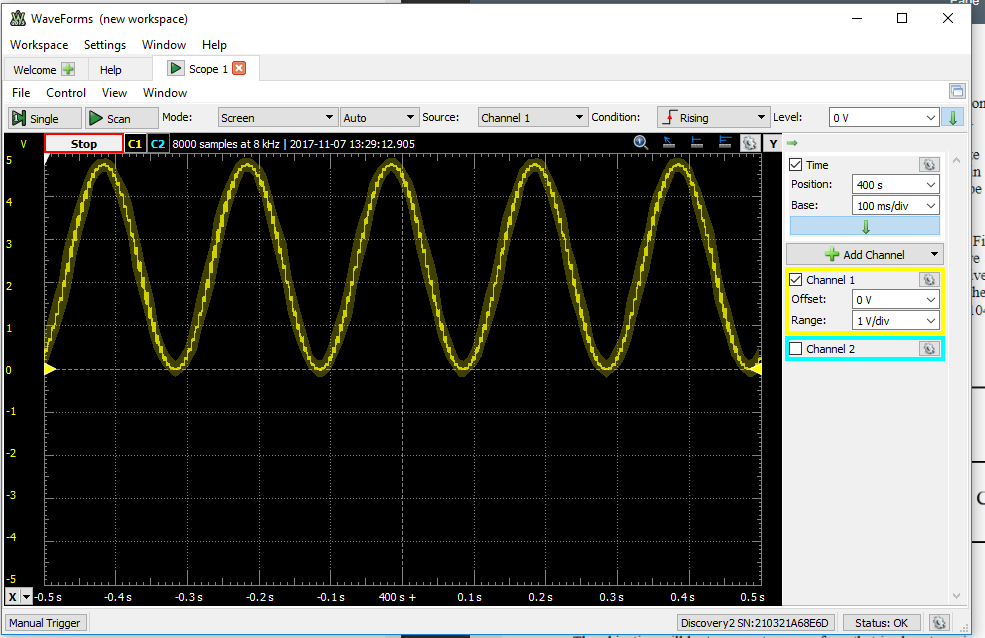 WaveForms (new workspace)
Workspace Settings Window Help
Welcome Help Scope 1
File Control View Window
Single Scan Mode: Screen Auto Source: Channel 1 Condition: Rising Level: 0 V
V Stop C1 C2 8000 samples at 8 kHz | 2017-11-07 13:29:12.905 Y
5
4
3
2
1
0
-1
-2
-3
-4
-5
X -0.5 s -0.4 s -0.3 s -0.2 s -0.1 s 400 s + 0.1 s 0.2 s 0.3 s 0.4 s 0.5 s
Time
Position: 400 s
Base: 100 ms/div
Add Channel
Channel 1
Offset: 0 V
Range: 1 V/div
Channel 2
Manual Trigger Discovery2 SN:210321A68E6D Status: OK